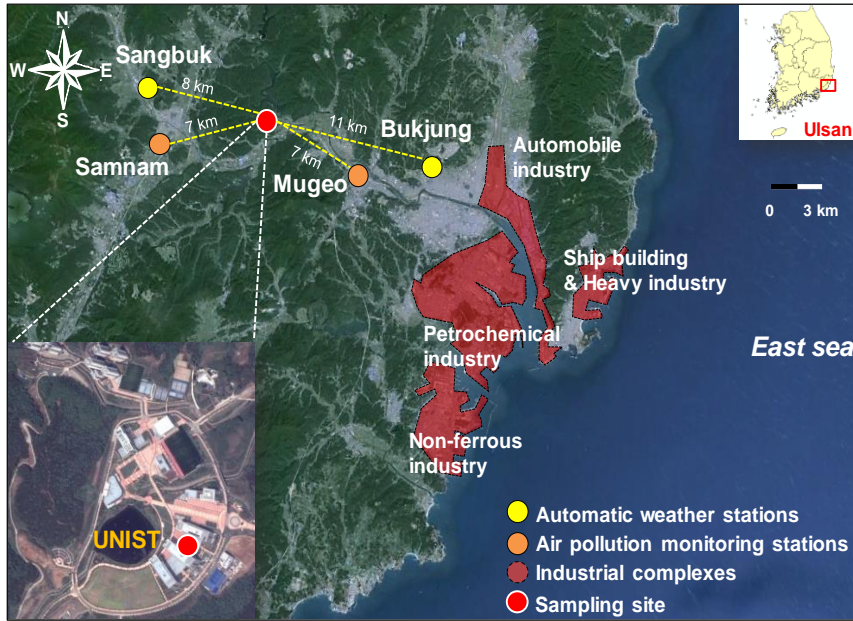 N
W E
S
Sangbuk
8 km
7 km
11 km
Bukjung
7 km
Samnam
Mugeo
Ulsan
Automobile
industry
0 3 km
Ship building
& Heavy industry
Petrochemical
industry
East sea
Non-ferrous
industry
UNIST
Automatic weather stations
Air pollution monitoring stations
Industrial complexes
Sampling site